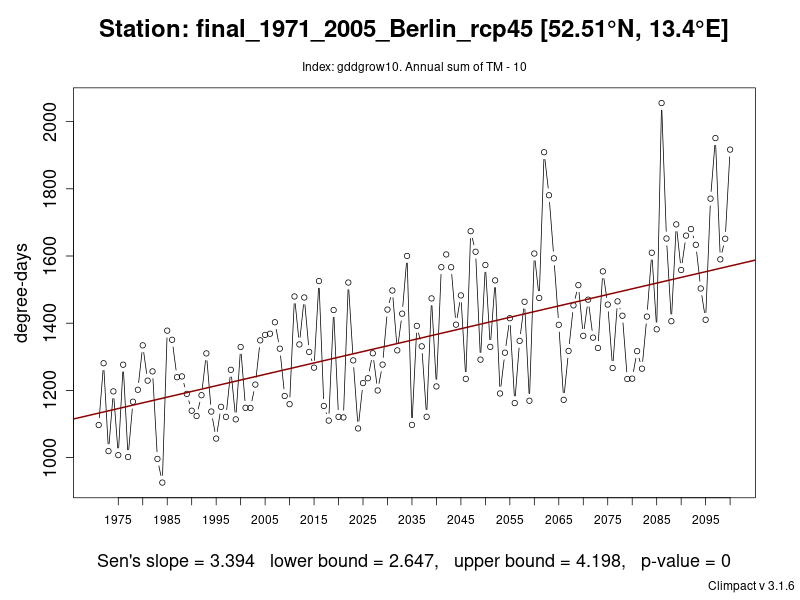 Station: final_1971_2005_Berlin_rcp45 [52.51°N, 13.4°E]
Index: gddgrow10. Annual sum of TM - 10
degree-days
2000
1800
1600
1400
1200
1000
1975 1985 1995 2005 2015 2025 2035 2045 2055 2065 2075 2085 2095
Sen's slope = 3.394 lower bound = 2.647, upper bound = 4.198, p-value = 0
Climpact v 3.1.6